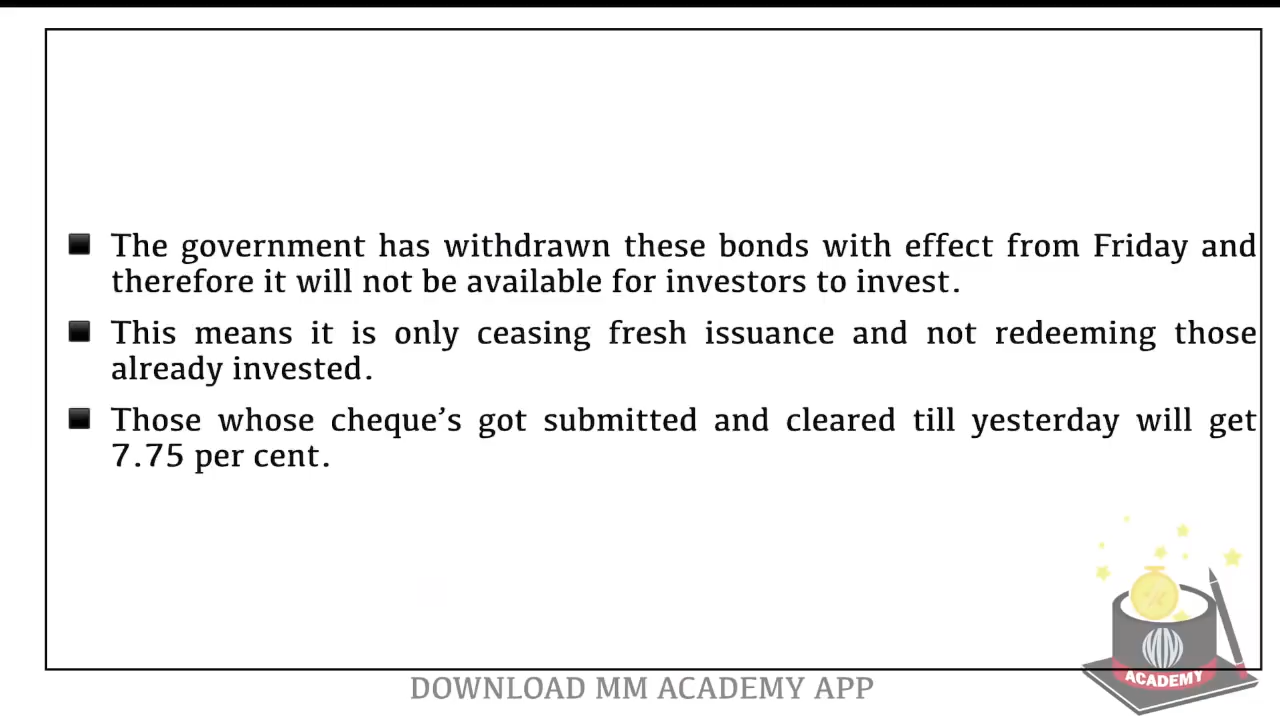 The government has withdrawn these bonds with effect from Friday and
therefore it will not be available for investors to invest.
This means it is only ceasing fresh issuance and not redeeming those
already invested.
Those whose cheque’s got submitted and cleared till yesterday will get
7.75 per cent.
ACADEMY
DOWNLOAD MM ACADEMY APP